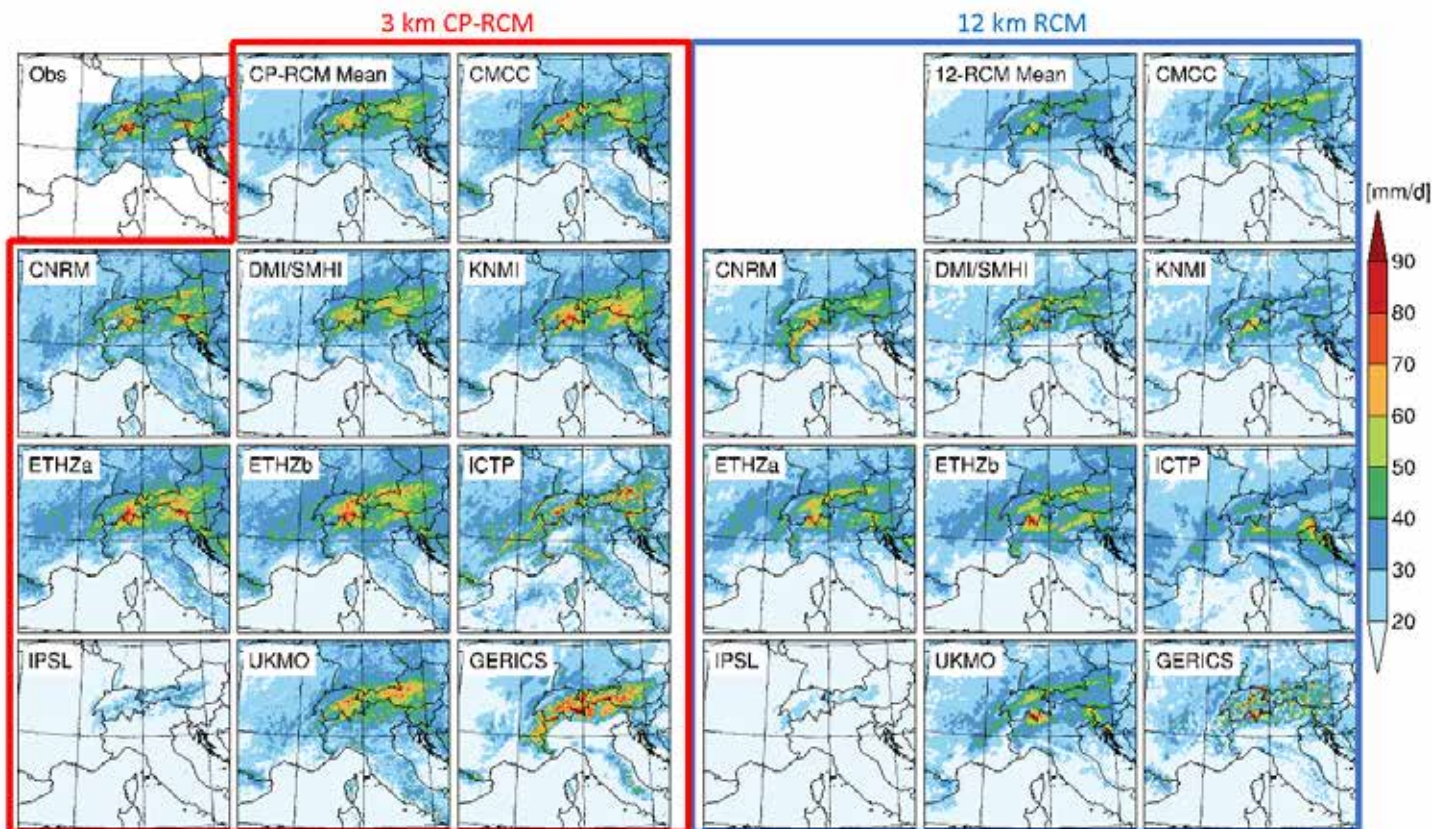 3 km CP-RCM
12 km RCM
Obs
CP-RCM Mean
CMCC
12-RCM Mean
CMCC
[mm/d]
90
80
70
60
50
40
30
20
CNRM
DMI/SMHI
KNMI
CNRM
DMI/SMHI
KNMI
ETHZa
ETHZb
ICTP
ETHZa
ETHZb
ICTP
IPSL
UKMO
GERICS
IPSL
UKMO
GERICS